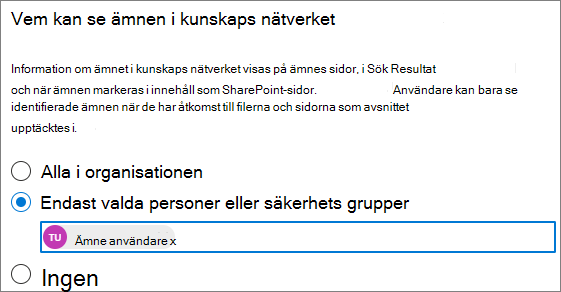 Vem kan se ämnen i kunskaps nätverket
Information om ämnet i kunskaps nätverket visas på ämnes sidor, i Sök Resultat
och när ämnen markeras i innehåll som SharePoint-sidor. Användare kan bara se
identifierade ämnen när de har åtkomst till filerna och sidorna som avsnittet
upptäcktes i.
Alla i organisationen
Endast valda personer eller säkerhets grupper
TU Ämne användare x
Ingen